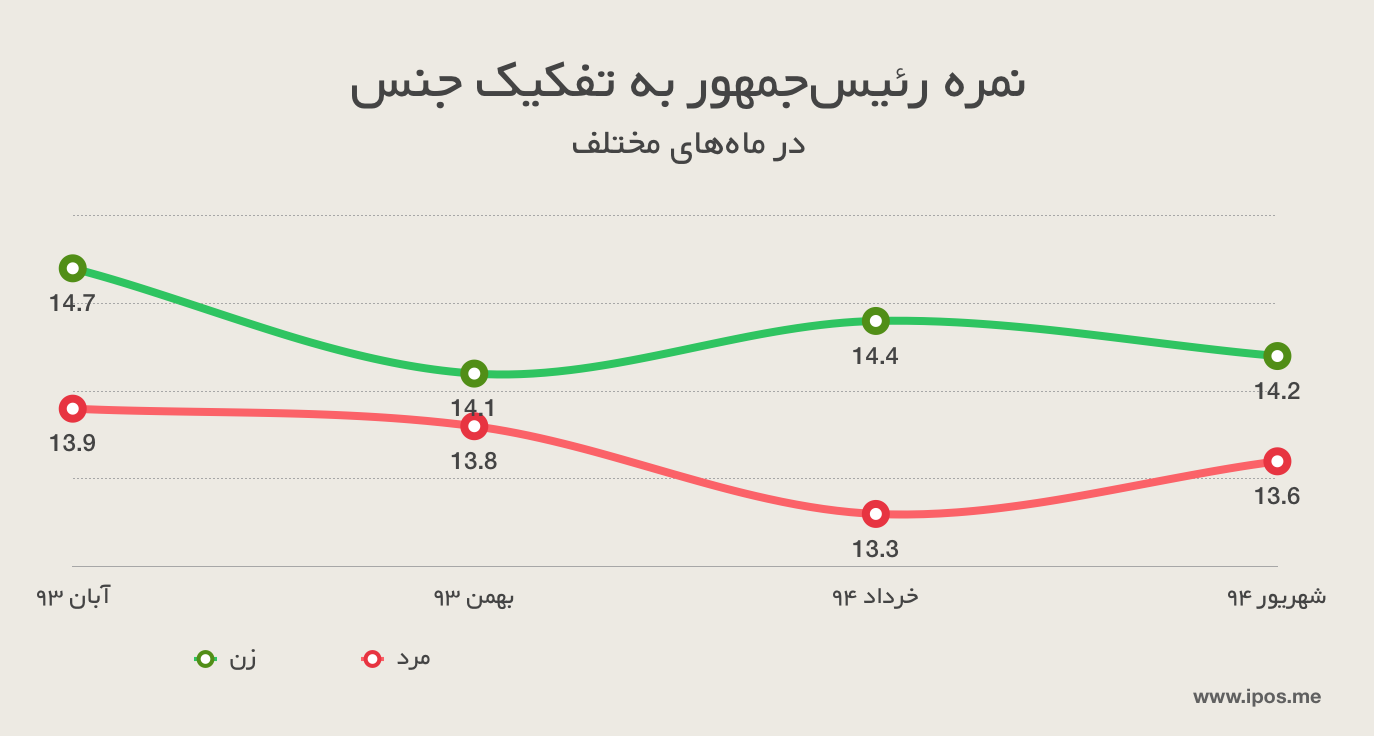 نمره رئیس‌جمهور به تفکیک جنس
در ماه‌های مختلف
14.7
14.1
14.4
14.2
13.9
13.8
13.3
13.6
آبان ۹۳
بهمن ۹۳
خرداد ۹۴
شهریور ۹۴
زن
مرد
www.ipos.me